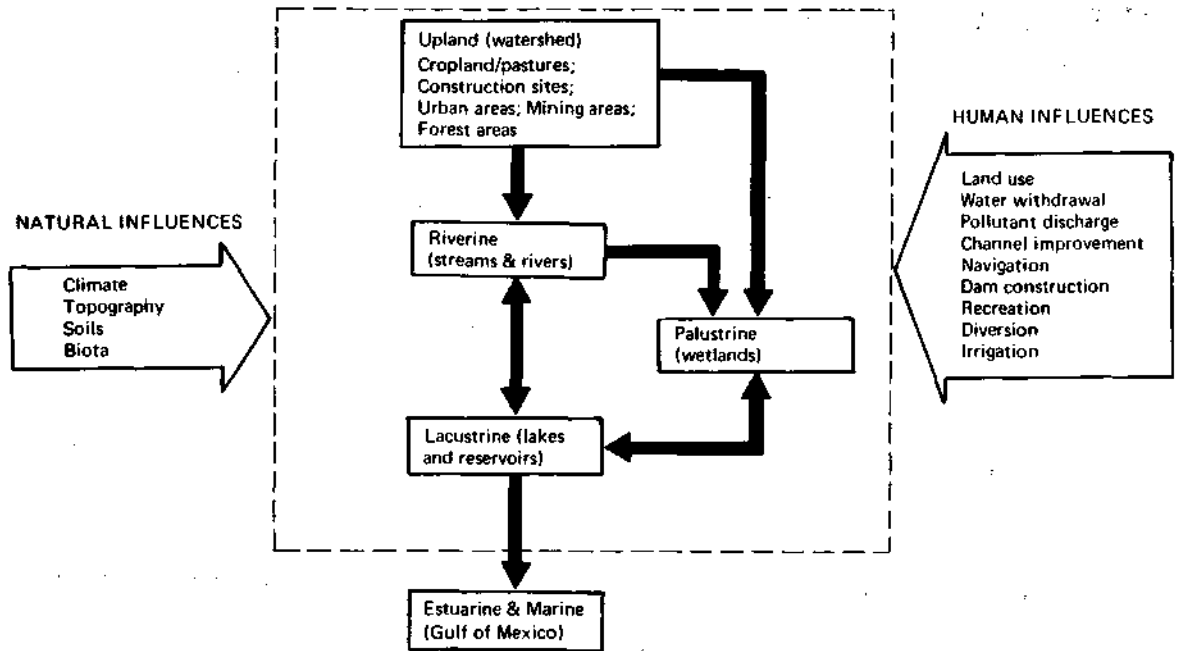 Upland (watershed)
Cropland/pastures;
Construction sites;
Urban areas; Mining areas;
Forest areas
HUMAN INFLUENCES
Land use
Water withdrawal
Pollutant discharge
Channel improvement
Navigation
Dam construction
Recreation
Diversion
Irrigation
NATURAL INFLUENCES
Climate
Topography
Soils
Biota
Riverine
(streams & rivers)
Palustrine
(wetlands)
Lacustrine (lakes
and reservoirs)
Estuarine & Marine
(Gulf of Mexico)